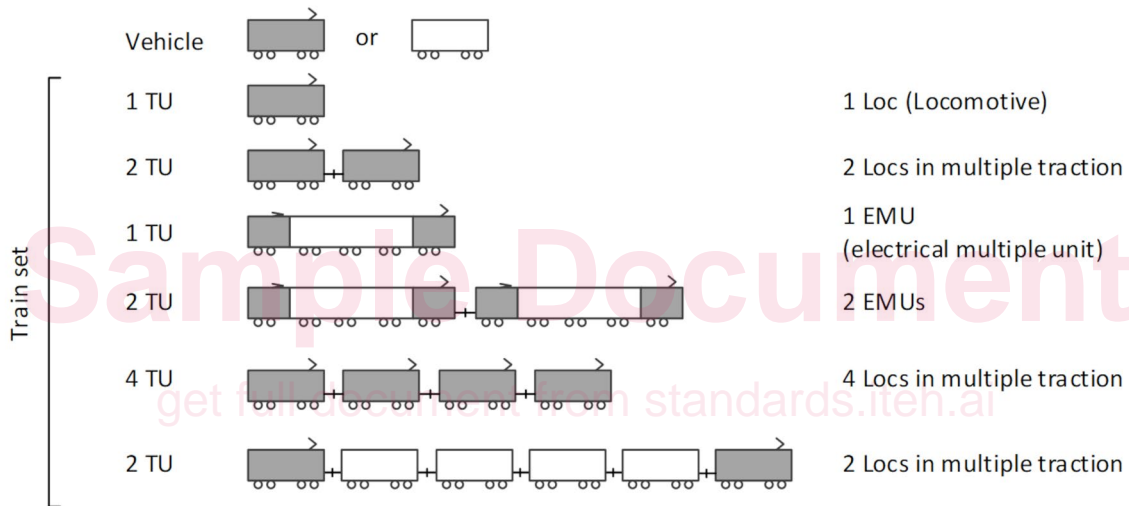 Vehicle or
1 TU 1 Loc (Locomotive)
2 TU 2 Locs in multiple traction
1 TU 1 EMU
(electrical multiple unit)
2 TU 2 EMUs
4 TU 4 Locs in multiple traction
2 TU 2 Locs in multiple traction
Train set
Sample Document
get full document from standards.iteh.ai